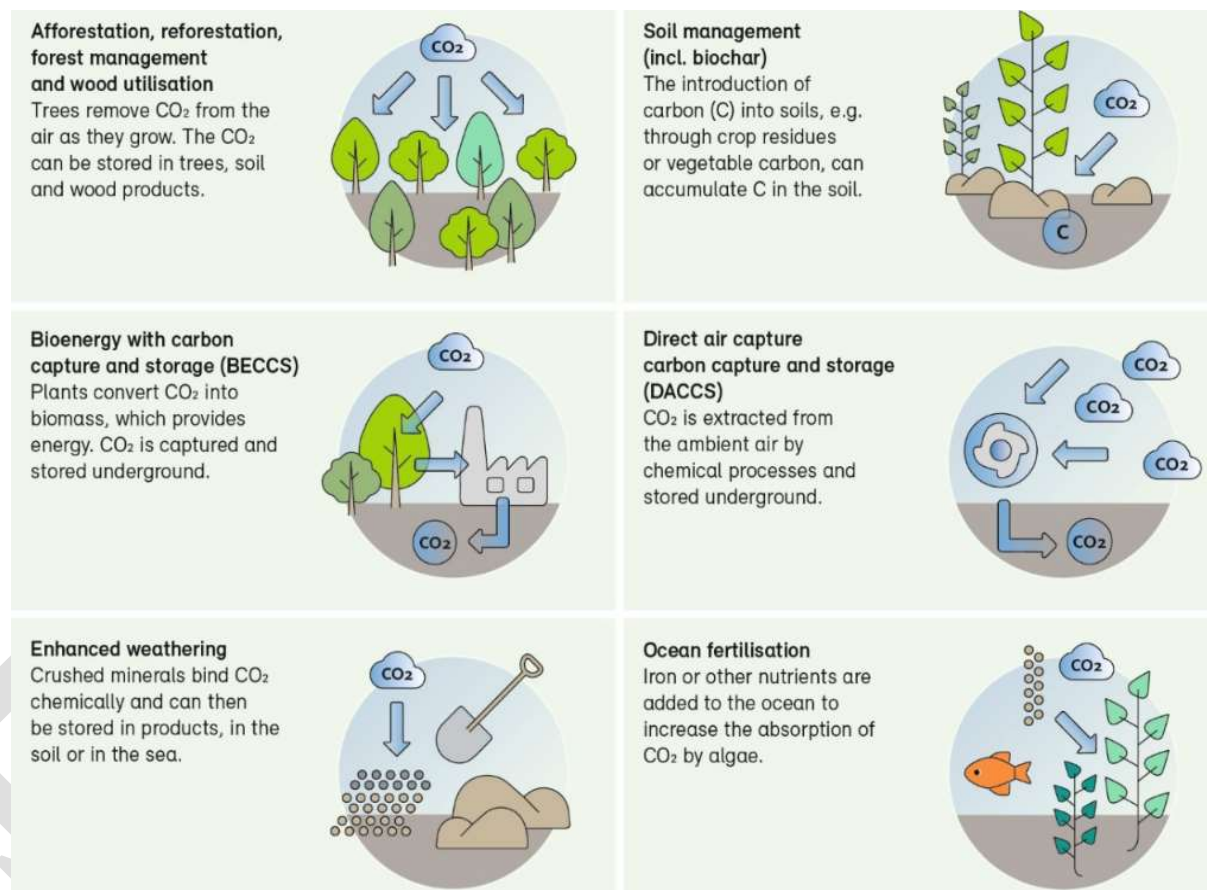 Afforestation, reforestation,
forest management
and wood utilisation
Trees remove CO₂ from the
air as they grow. The CO₂
can be stored in trees, soil
and wood products.
CO2
Soil management
(incl. biochar)
The introduction of
carbon (C) into soils, e.g.
through crop residues
or vegetable carbon, can
accumulate C in the soil.
CO2
C
Bioenergy with carbon
capture and storage (BECCS)
Plants convert CO₂ into
biomass, which provides
energy. CO₂ is captured and
stored underground.
CO2
CO2
Direct air capture
carbon capture and storage
(DACCS)
CO₂ is extracted from
the ambient air by
chemical processes and
stored underground.
CO2
CO2
CO2
CO2
Enhanced weathering
Crushed minerals bind CO₂
chemically and can then
be stored in products, in the
soil or in the sea.
CO2
Ocean fertilisation
Iron or other nutrients are
added to the ocean to
increase the absorption of
CO₂ by algae.
CO2